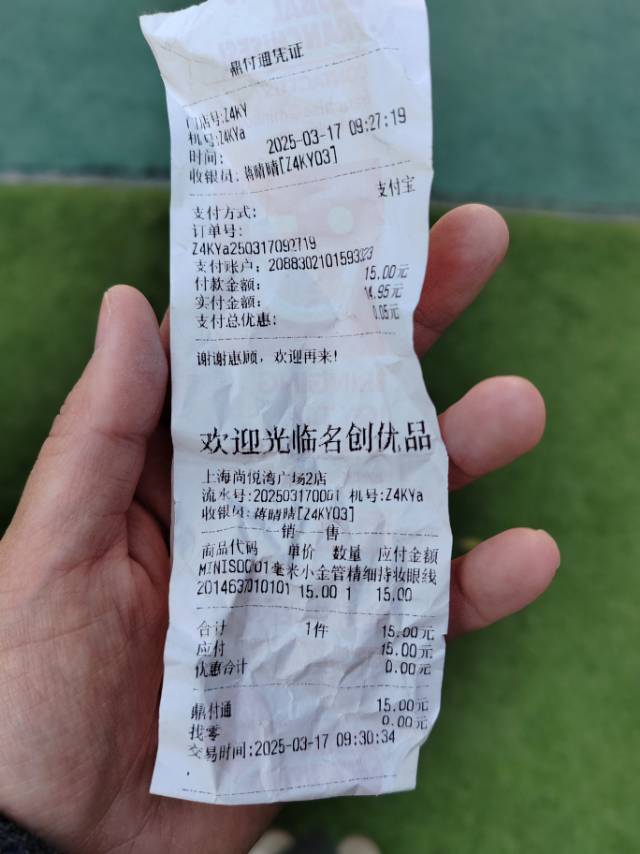 鼎付通凭证
门店号:Z4KY
机号:Z4KYa
时间: 2025-03-17 09:27:19
收银员: 蒋晴晴[Z4KY03]
支付方式: 支付宝
订单号:
Z4KYa250317092719
支付账户: 2088302101593323
付款金额: 15.00元
实付金额: 14.95元
支付总优惠: 0.05元
谢谢惠顾，欢迎再来!
欢迎光临名创优品
上海尚悦湾广场2店
流水号:202503170001 机号:Z4KYa
收银员: 蒋晴晴[Z4KY03]
销 售
商品代码 单价 数量 应付金额
MINISO01毫米小金管精细持妆眼线
2014637010101 15.00 1 15.00
合计 1件 15.00元
应付 15.00元
优惠合计 0.00元
鼎付通 15.00元
找零 0.00元
交易时间:2025-03-17 09:30:34